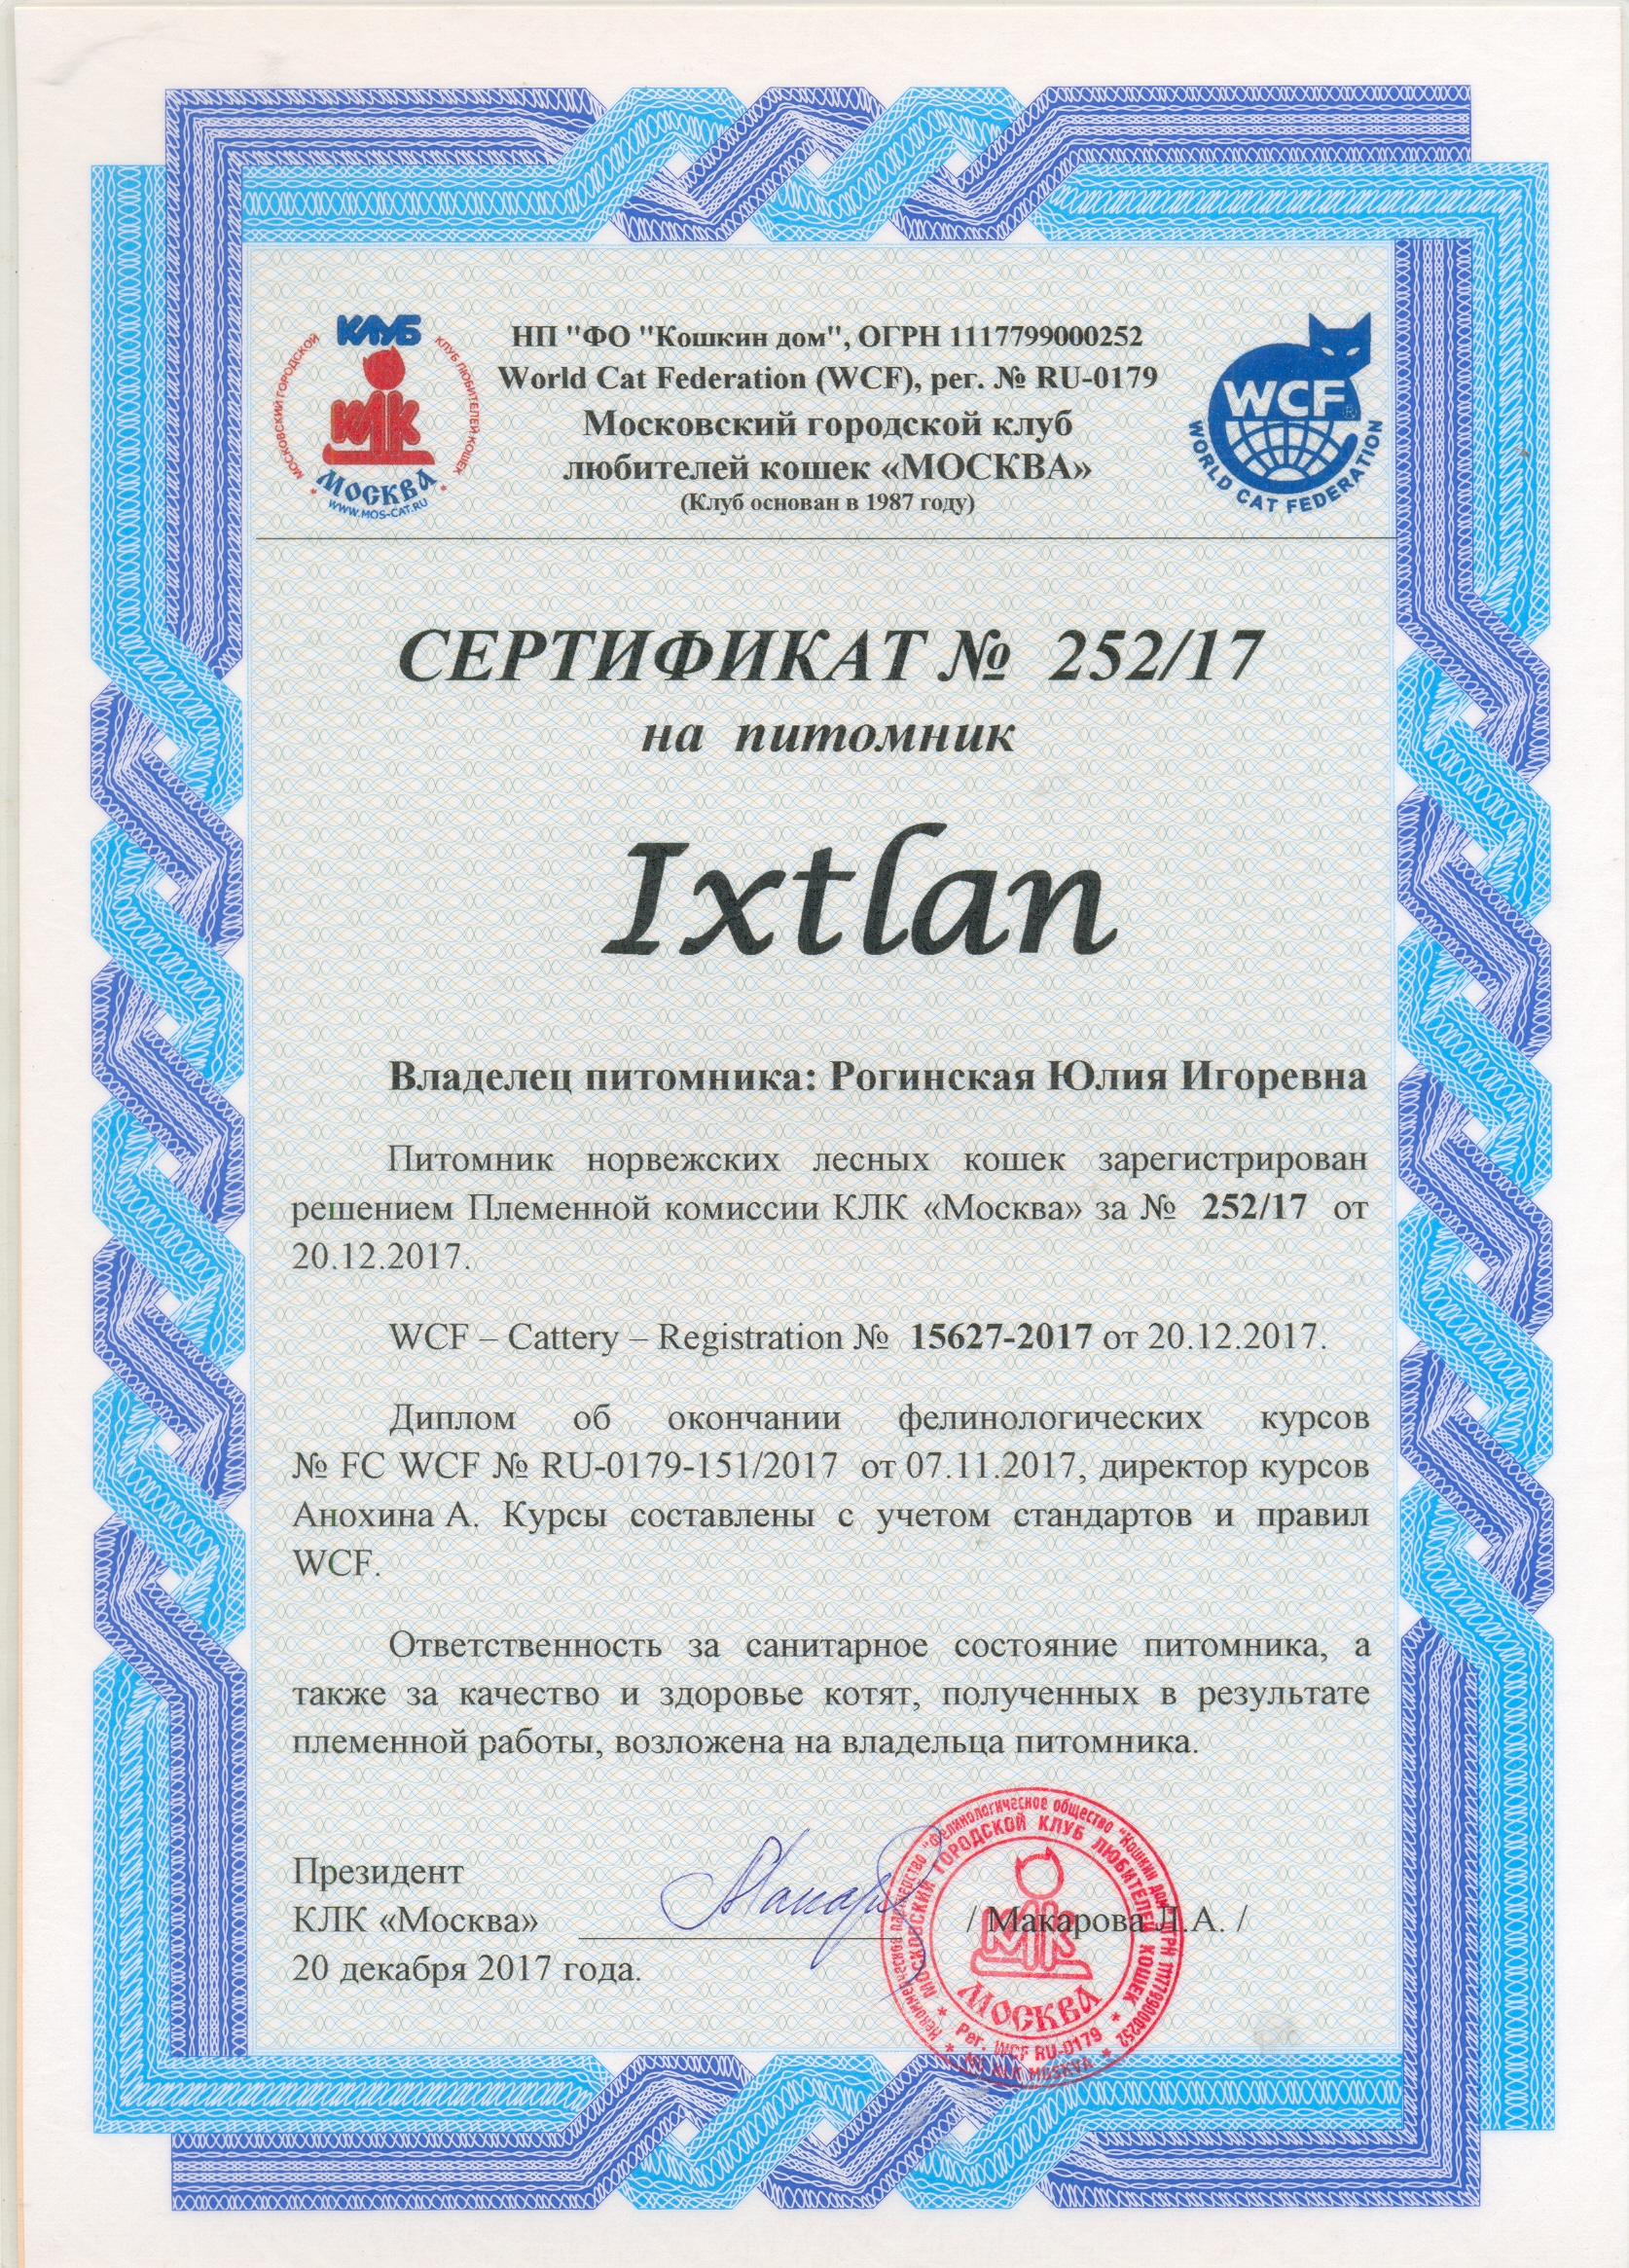 КЛУБ
МОСКОВСКИЙ ГОРОДСКОЙ
КЛУБ ЛЮБИТЕЛЕЙ КОШЕК
КЛК
МОСКВА
WWW.MOS-CAT.RU
НП "ФО "Кошкин дом", ОГРН 1117799000252
World Cat Federation (WCF), рег. № RU-0179
Московский городской клуб
любителей кошек «МОСКВА»
(Клуб основан в 1987 году)
WCF®
WORLD CAT FEDERATION
СЕРТИФИКАТ № 252/17
на питомник
Ixtlan
Владелец питомника: Рогинская Юлия Игоревна
Питомник норвежских лесных кошек зарегистрирован
решением Племенной комиссии КЛК «Москва» за № 252/17 от
20.12.2017.
WCF – Cattery – Registration № 15627-2017 от 20.12.2017.
Диплом об окончании фелинологических курсов
№ FC WCF № RU-0179-151/2017 от 07.11.2017, директор курсов
Анохина А. Курсы составлены с учетом стандартов и правил
WCF.
Ответственность за санитарное состояние питомника, а
также за качество и здоровье котят, полученных в результате
племенной работы, возложена на владельца питомника.
Президент
КЛК «Москва» / Макарова Л.А. /
20 декабря 2017 года.
Некоммерческое партнерство "Фелинологическое общество "Кошкин дом" ОГРН 1117799000252
МОСКОВСКИЙ ГОРОДСКОЙ КЛУБ ЛЮБИТЕЛЕЙ КОШЕК
МОСКВА
Рег. WCF RU-0179
KLK MOSKVA